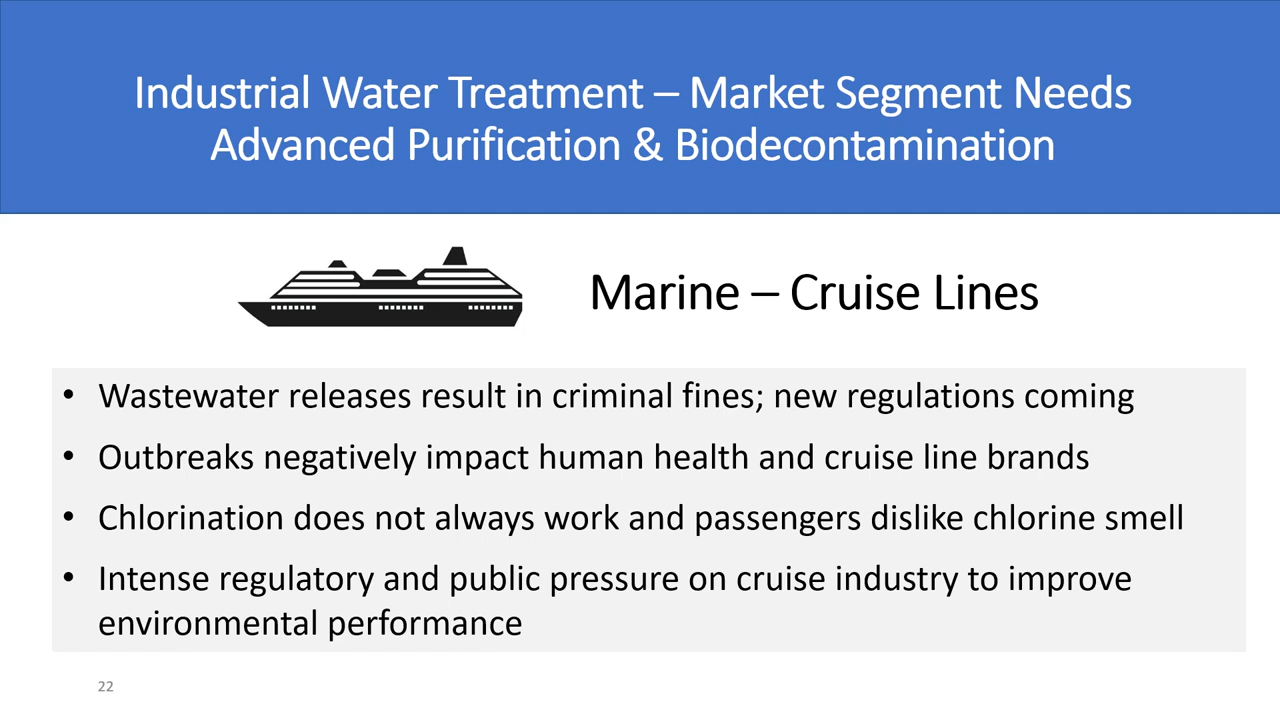 Industrial Water Treatment – Market Segment Needs
Advanced Purification & Biodecontamination
Marine – Cruise Lines
• Wastewater releases result in criminal fines; new regulations coming
• Outbreaks negatively impact human health and cruise line brands
• Chlorination does not always work and passengers dislike chlorine smell
• Intense regulatory and public pressure on cruise industry to improve
environmental performance
22